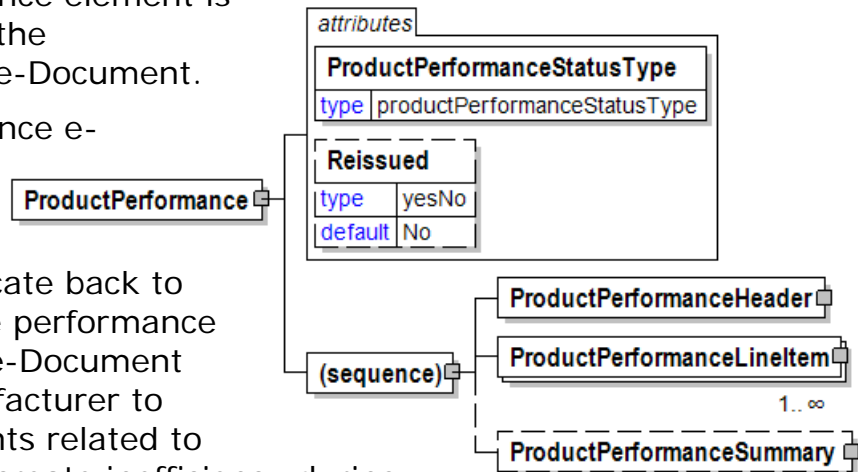 nce element is
the
e-Document.
nce e-
cate back to
e performance
e-Document
facturer to
nts related to
attributes
ProductPerformanceStatusType
type productPerformanceStatusType
Reissued
type yesNo
default No
ProductPerformance
(sequence)
ProductPerformanceHeader
ProductPerformanceLineItem
1.. ∞
ProductPerformanceSummary